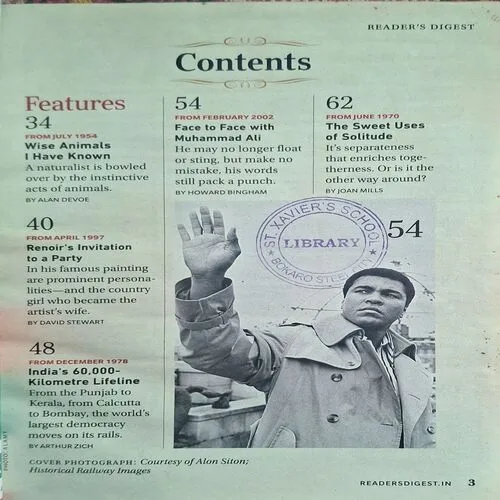 READER'S DIGEST
Contents
Features
34
FROM JULY 1954
Wise Animals
I Have Known
A naturalist is bowled
over by the instinctive
acts of animals.
BY ALAN DEVOE
40
FROM APRIL 1997
Renoir's Invitation
to a Party
In his famous painting
are prominent persona-
lities—and the country
girl who became the
artist's wife.
BY DAVID STEWART
48
FROM DECEMBER 1978
India's 60,000-
Kilometre Lifeline
From the Punjab to
Kerala, from Calcutta
to Bombay, the world's
largest democracy
moves on its rails.
BY ARTHUR ZICH
54
FROM FEBRUARY 2002
Face to Face with
Muhammad Ali
He may no longer float
or sting, but make no
mistake, his words
still pack a punch.
BY HOWARD BINGHAM
62
FROM JUNE 1970
The Sweet Uses
of Solitude
It's separateness
that enriches toge-
therness. Or is it the
other way around?
BY JOAN MILLS
ST. XAVIER'S SCHOOL
LIBRARY
BOKARO STEEL
54
COVER PHOTOGRAPH: Courtesy of Alon Siton;
Historical Railway Images
PHOTO: ALAMY
READERSDIGEST.IN 3